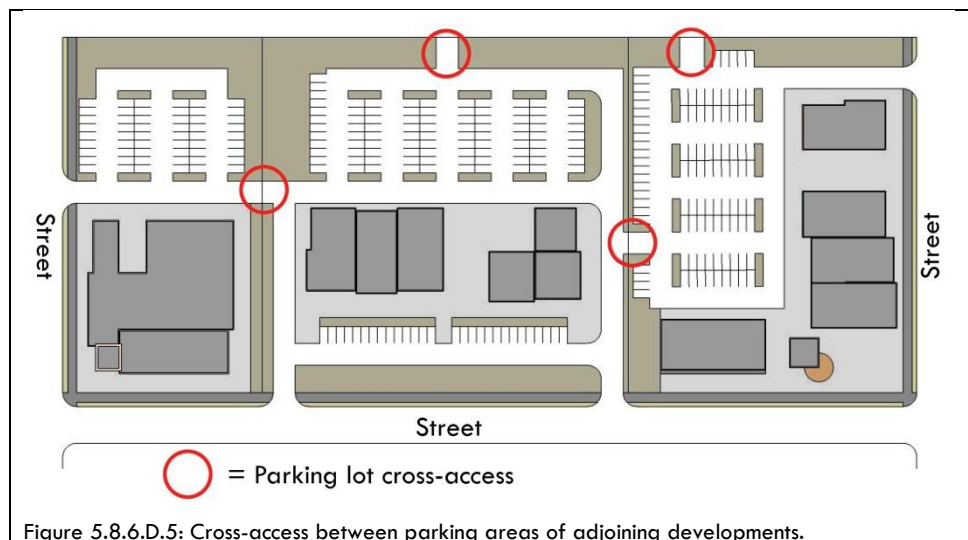 Street
Street
Street
= Parking lot cross-access
Figure 5.8.6.D.5: Cross-access between parking areas of adjoining developments.